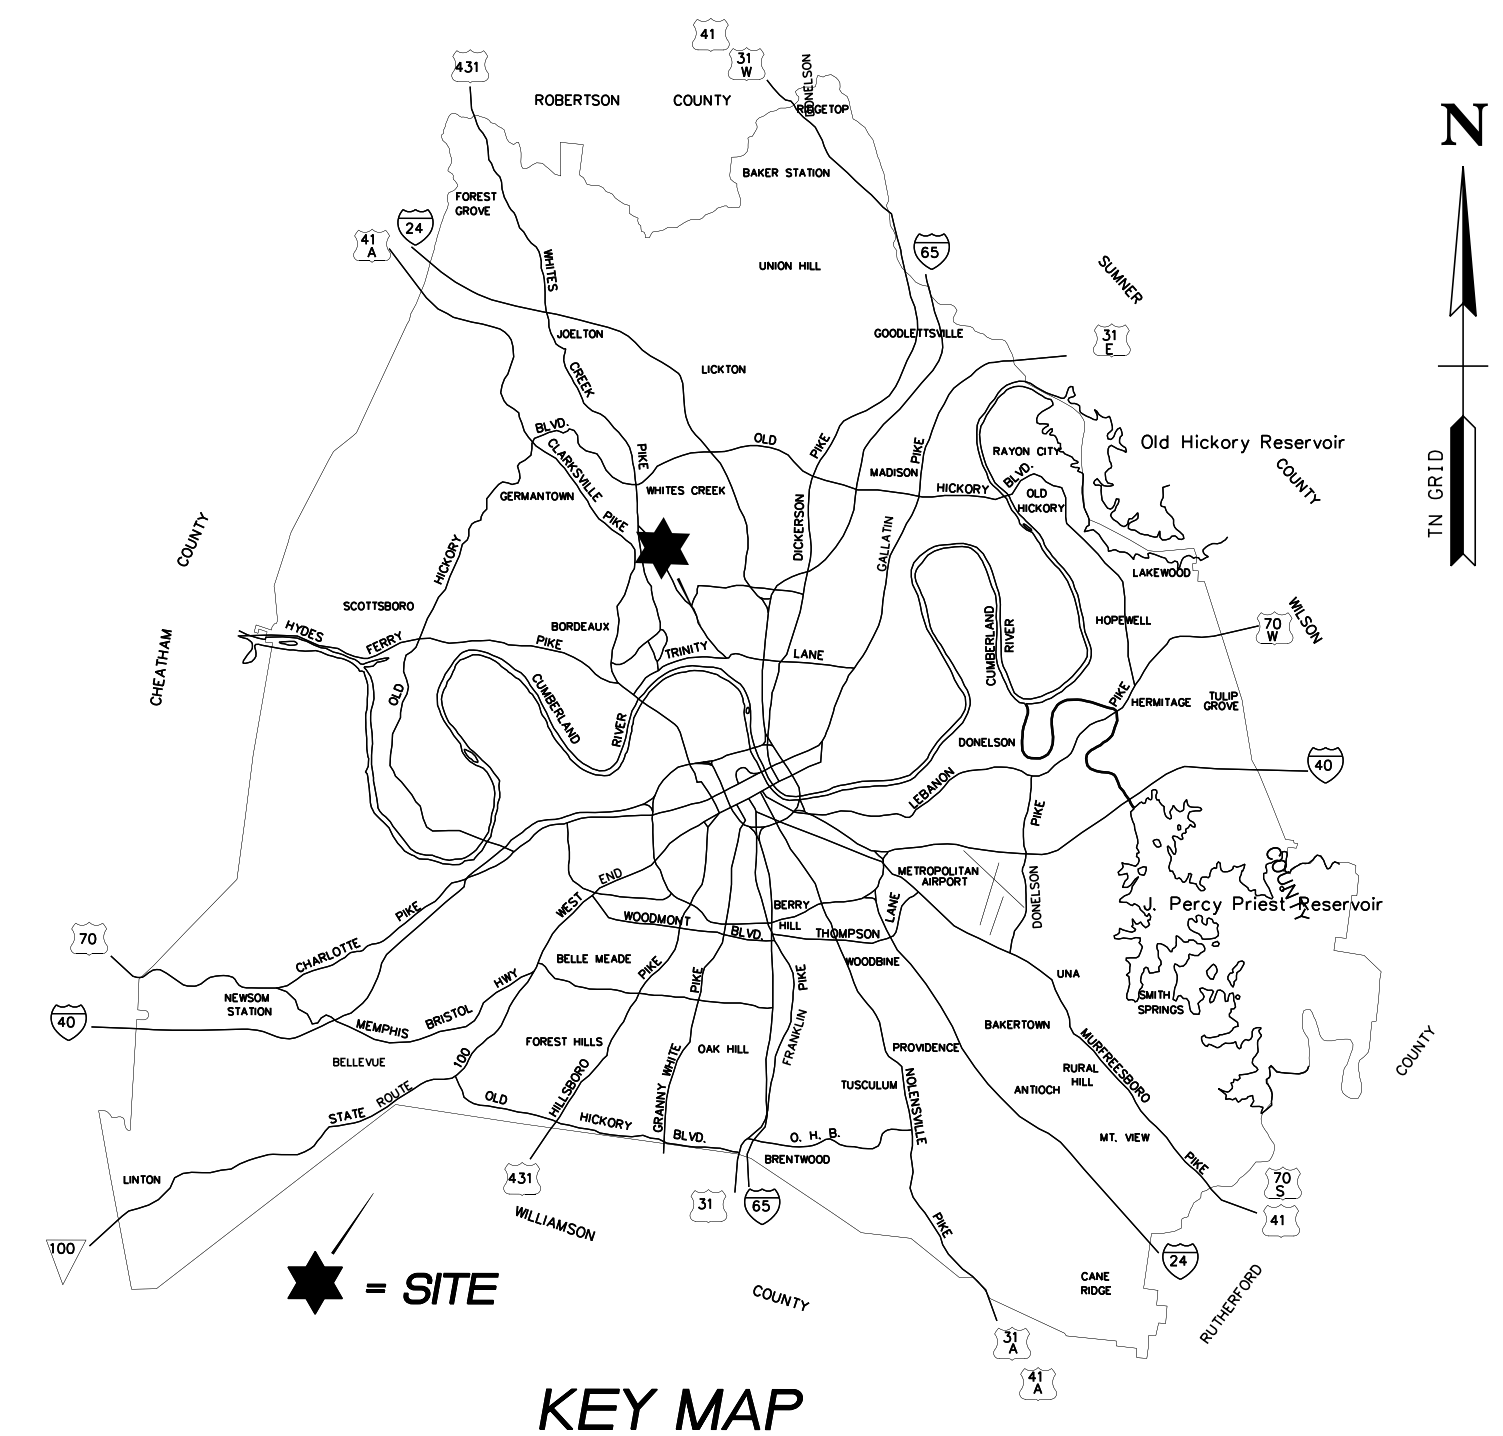 41
31
W
431
DONELSON
ROBERTSON COUNTY
RIDGETOP
N
BAKER STATION
FOREST
GROVE
24
41
A
65
WHITES
UNION HILL
SUMNER
JOELTON
GOODLETTSVILLE
31
E
LICKTON
CREEK
BLVD.
OLD
PIKE
PIKE
Old Hickory Reservoir
CLARKSVILLE
PIKE
RAYON CITY
MADISON
BLVD.
COUNTY
TN GRID
GERMANTOWN
WHITES CREEK
HICKORY
OLD
HICKORY
PIKE
DICKERSON
GALLATIN
COUNTY
HICKORY
LAKEWOOD
SCOTTSBORO
HOPEWELL
WILSON
70
W
HYDES
FERRY
PIKE
BORDEAUX
TRINITY
LANE
CUMBERLAND
RIVER
CHEATHAM
OLD
CUMBERLAND
RIVER
PIKE
HERMITAGE
TULIP
GROVE
DONELSON
40
LEBANON
PIKE
METROPOLITAN
AIRPORT
COUNTY
END
WEST
DONELSON
J. Percy Priest Reservoir
BERRY
HILL
LANE
PIKE
WOODMONT
BLVD.
THOMPSON
70
CHARLOTTE
BELLE MEADE
PIKE
PIKE
PIKE
WOODBINE
UNA
HWY
NEWSOM
STATION
SMITH
SPRINGS
40
MEMPHIS
BRISTOL
BAKERTOWN
FRANKLIN
FOREST HILLS
OAK HILL
PROVIDENCE
MURFREESBORO
COUNTY
BELLEVUE
100
RURAL
HILL
HILLSBORO
GRANNY WHITE
TUSCULUM
NOLENSVILLE
ANTIOCH
STATE ROUTE
OLD
HICKORY
BLVD.
O. H. B.
MT. VIEW
BRENTWOOD
PIKE
LINTON
431
31
65
70
S
41
WILLIAMSON
PIKE
100
24
= SITE
CANE
RIDGE
COUNTY
RUTHERFORD
31
A
41
A
KEY MAP